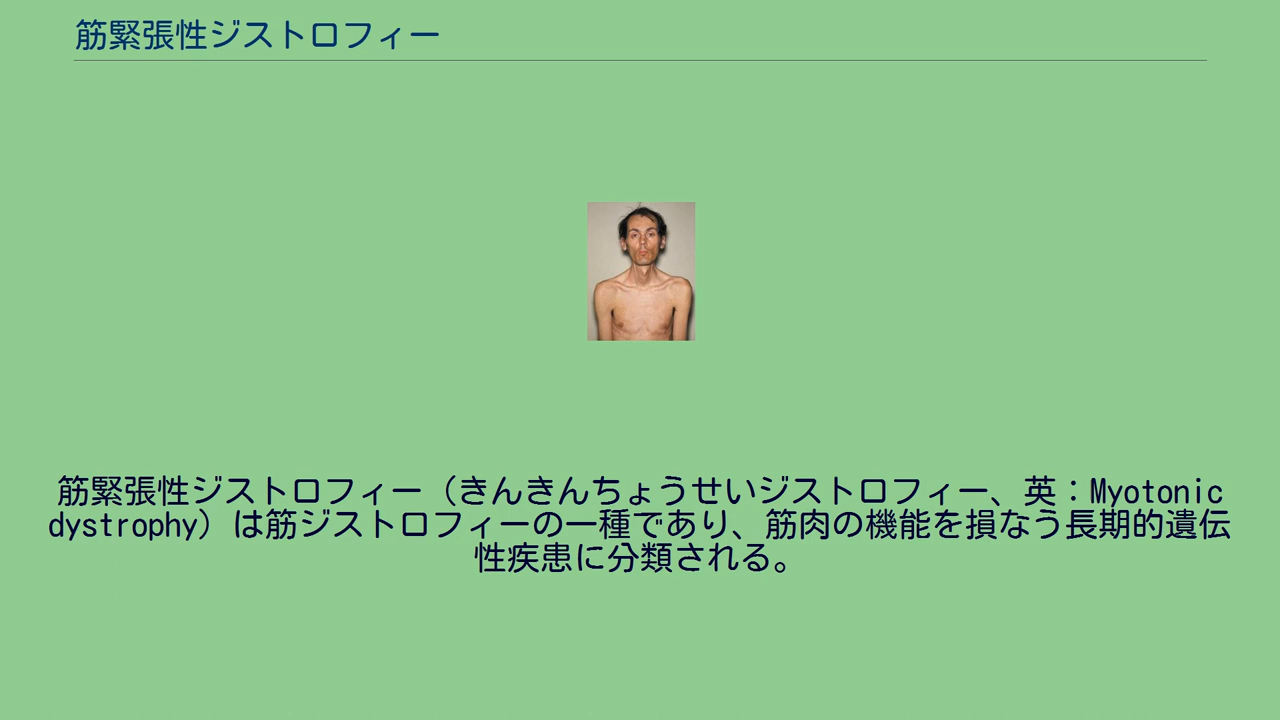 筋緊張性ジストロフィー
筋緊張性ジストロフィー（きんきんちょうせいジストロフィー、英：Myotonic
dystrophy）は筋ジストロフィーの一種であり、筋肉の機能を損なう長期的遺伝
性疾患に分類される。